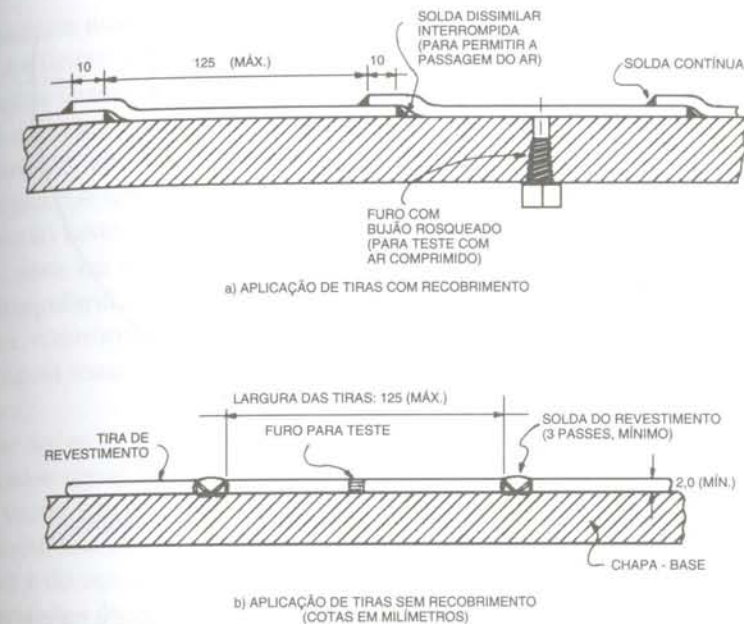 SOLDA DISSIMILAR
INTERROMPIDA
(PARA PERMITIR A
PASSAGEM DO AR)
10
125 (MÁX.)
10
SOLDA CONTÍNUA
FURO COM
BUJÃO ROSQUEADO
(PARA TESTE COM
AR COMPRIMIDO)
a) APLICAÇÃO DE TIRAS COM RECOBRIMENTO
LARGURA DAS TIRAS: 125 (MÁX.)
TIRA DE
REVESTIMENTO
FURO PARA TESTE
SOLDA DO REVESTIMENTO
(3 PASSES, MÍNIMO)
2,0 (MÍN.)
CHAPA - BASE
b) APLICAÇÃO DE TIRAS SEM RECOBRIMENTO
(COTAS EM MILÍMETROS)